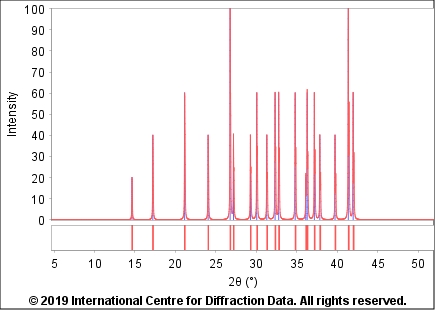 100
90
80
70
60
50
40
30
20
10
0
Intensity
5 10 15 20 25 30 35 40 45 50
2θ (°)
© 2019 International Centre for Diffraction Data. All rights reserved.